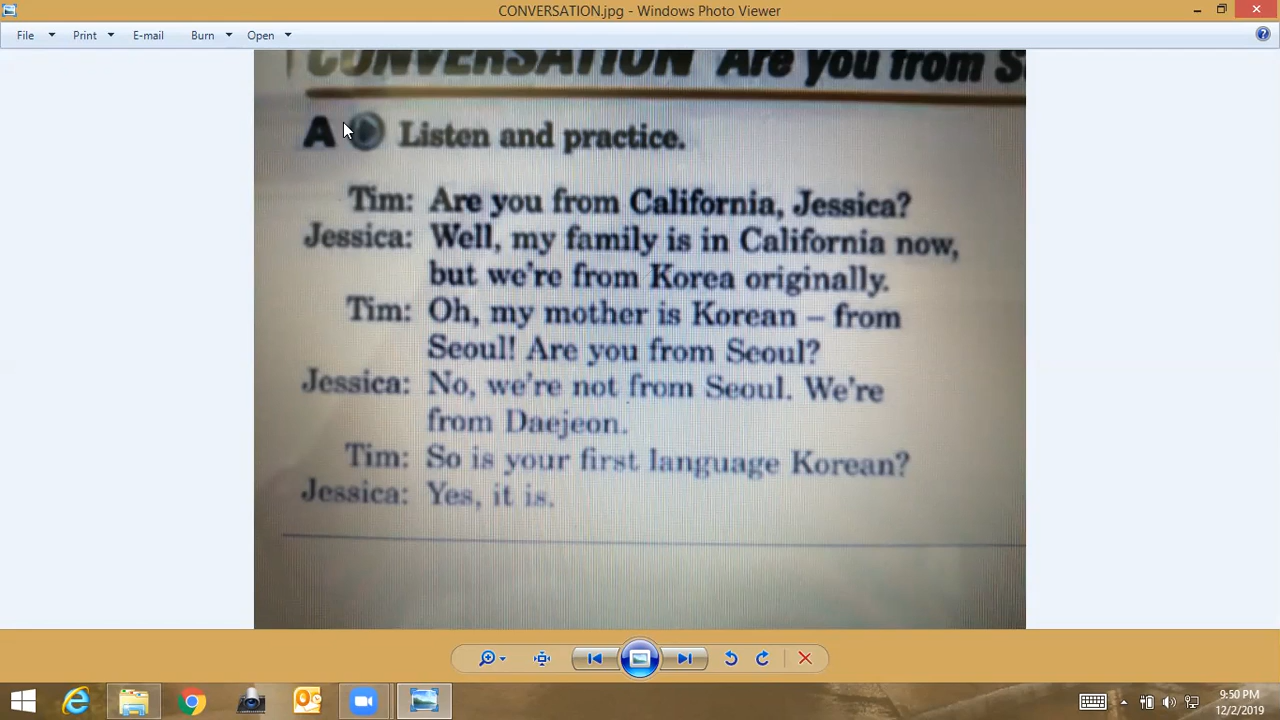 CONVERSATION.jpg - Windows Photo Viewer
File Print E-mail Burn Open
CONVERSATION Are you from
A Listen and practice.
Tim: Are you from California, Jessica?
Jessica: Well, my family is in California now,
but we're from Korea originally.
Tim: Oh, my mother is Korean – from
Seoul! Are you from Seoul?
Jessica: No, we're not from Seoul. We're
from Daejeon.
Tim: So is your first language Korean?
Jessica: Yes, it is.
9:50 PM
12/2/2019